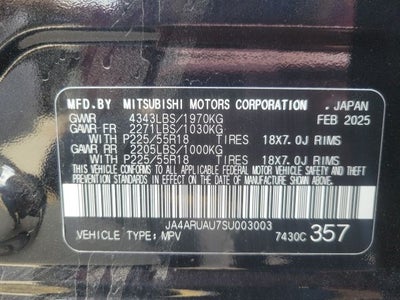 MFD.BY MITSUBISHI MOTORS CORPORATION. JAPAN
GVWR 4343LBS/1970KG FEB 2025
GAWR FR 2271LBS/1030KG
WITH P225/55R18 TIRES 18X7.0J RIMS
GAWR RR 2205LBS/1000KG
WITH P225/55R18 TIRES 18X7.0J RIMS
THIS VEHICLE CONFORMS TO ALL APPLICABLE FEDERAL MOTOR VEHICLE SAFETY AND THEFT PREVENTION STANDARDS IN EFFECT ON THE DATE OF MANUFACTURE SHOWN ABOVE.
JA4ARUAU7SU003003
VEHICLE TYPE: MPV 7430C 357